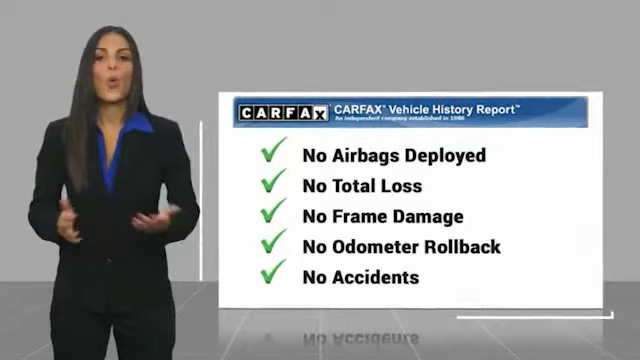 CARFAX CARFAX® Vehicle History Report™
An independent company established in 1986
No Airbags Deployed
No Total Loss
No Frame Damage
No Odometer Rollback
No Accidents